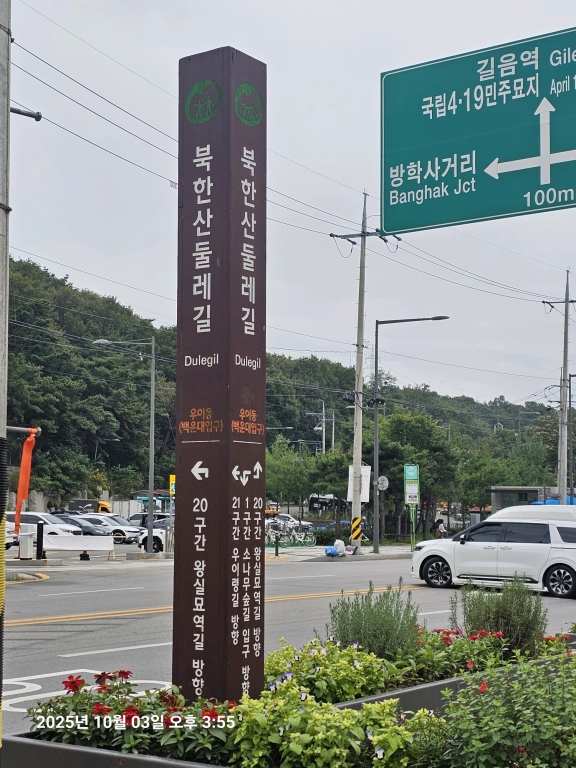 북한산둘레길
Dulegil
우이동
(백운대입구)
20구간 왕실묘역길 방향
북한산둘레길
Dulegil
우이동
(백운대입구)
20구간 왕실묘역길 방향
1구간 소나무숲길 입구 방향
21구간 우이령길 방향
길음역 Gile
국립4·19민주묘지 April 1
방학사거리
Banghak Jct
100m
2025년 10월 03일 오후 3:55